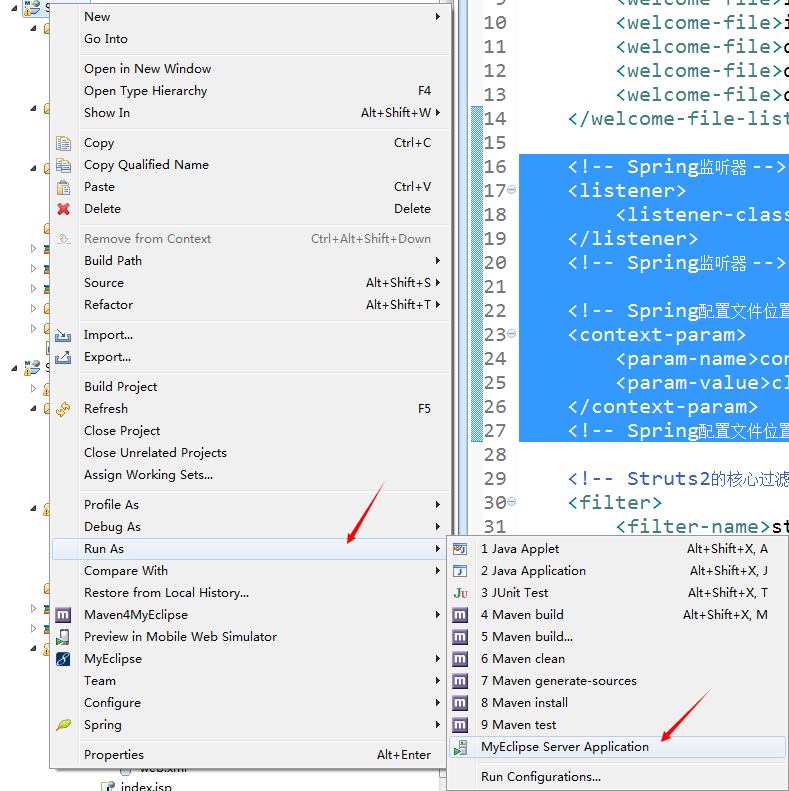 New
Go Into
Open in New Window
Open Type Hierarchy F4
Show In Alt+Shift+W
Copy Ctrl+C
Copy Qualified Name
Paste Ctrl+V
Delete Delete
Remove from Context Ctrl+Alt+Shift+Down
Build Path
Source Alt+Shift+S
Refactor Alt+Shift+T
Import...
Export...
Build Project
Refresh F5
Close Project
Close Unrelated Projects
Assign Working Sets...
Profile As
Debug As
Run As
Compare With
Restore from Local History...
Maven4MyEclipse
Preview in Mobile Web Simulator
MyEclipse
Team
Configure
Spring
Properties Alt+Enter
web.xml
index.jsp
10 <welcome-file>i
11 <welcome-file>
12 <welcome-file>
13 <welcome-file>
14 </welcome-file-list
15
16 <!-- Spring监听器 -->
17 <listener>
18 <listener-class
19 </listener>
20 <!-- Spring监听器 -->
21
22 <!-- Spring配置文件位置
23 <context-param>
24 <param-name>con
25 <param-value>cl
26 </context-param>
27 <!-- Spring配置文件位置
28
29 <!-- Struts2的核心过滤
30 <filter>
31 <filter-name>st
1 Java Applet Alt+Shift+X, A
2 Java Application Alt+Shift+X, J
3 JUnit Test Alt+Shift+X, T
4 Maven build Alt+Shift+X, M
5 Maven build...
6 Maven clean
7 Maven generate-sources
8 Maven install
9 Maven test
MyEclipse Server Application
Run Configurations...